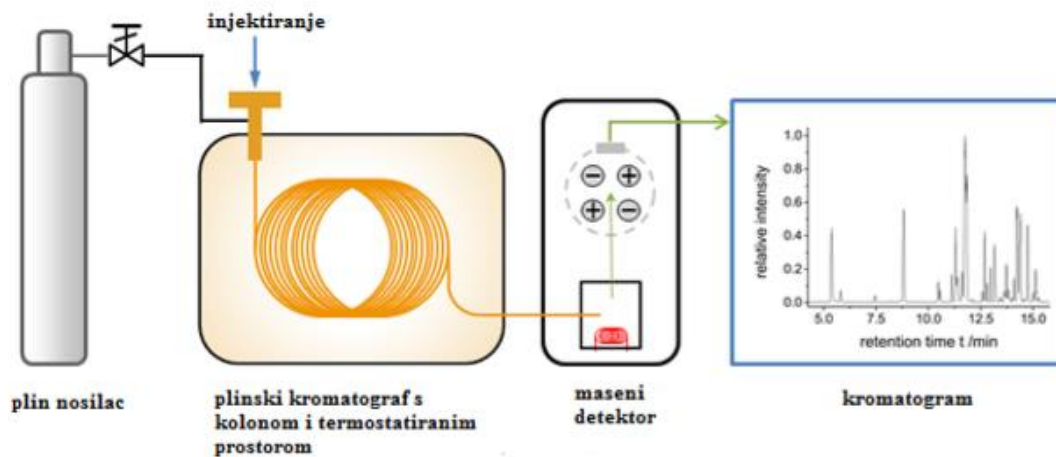 injektiranje
plin nosilac
plinski kromatograf s
kolonom i termostatiranim
prostorom
maseni
detektor
relative intensity
1.0
0.8
0.6
0.4
0.2
0.0
5.0 7.5 10.0 12.5 15.0
retention time t /min
kromatogram